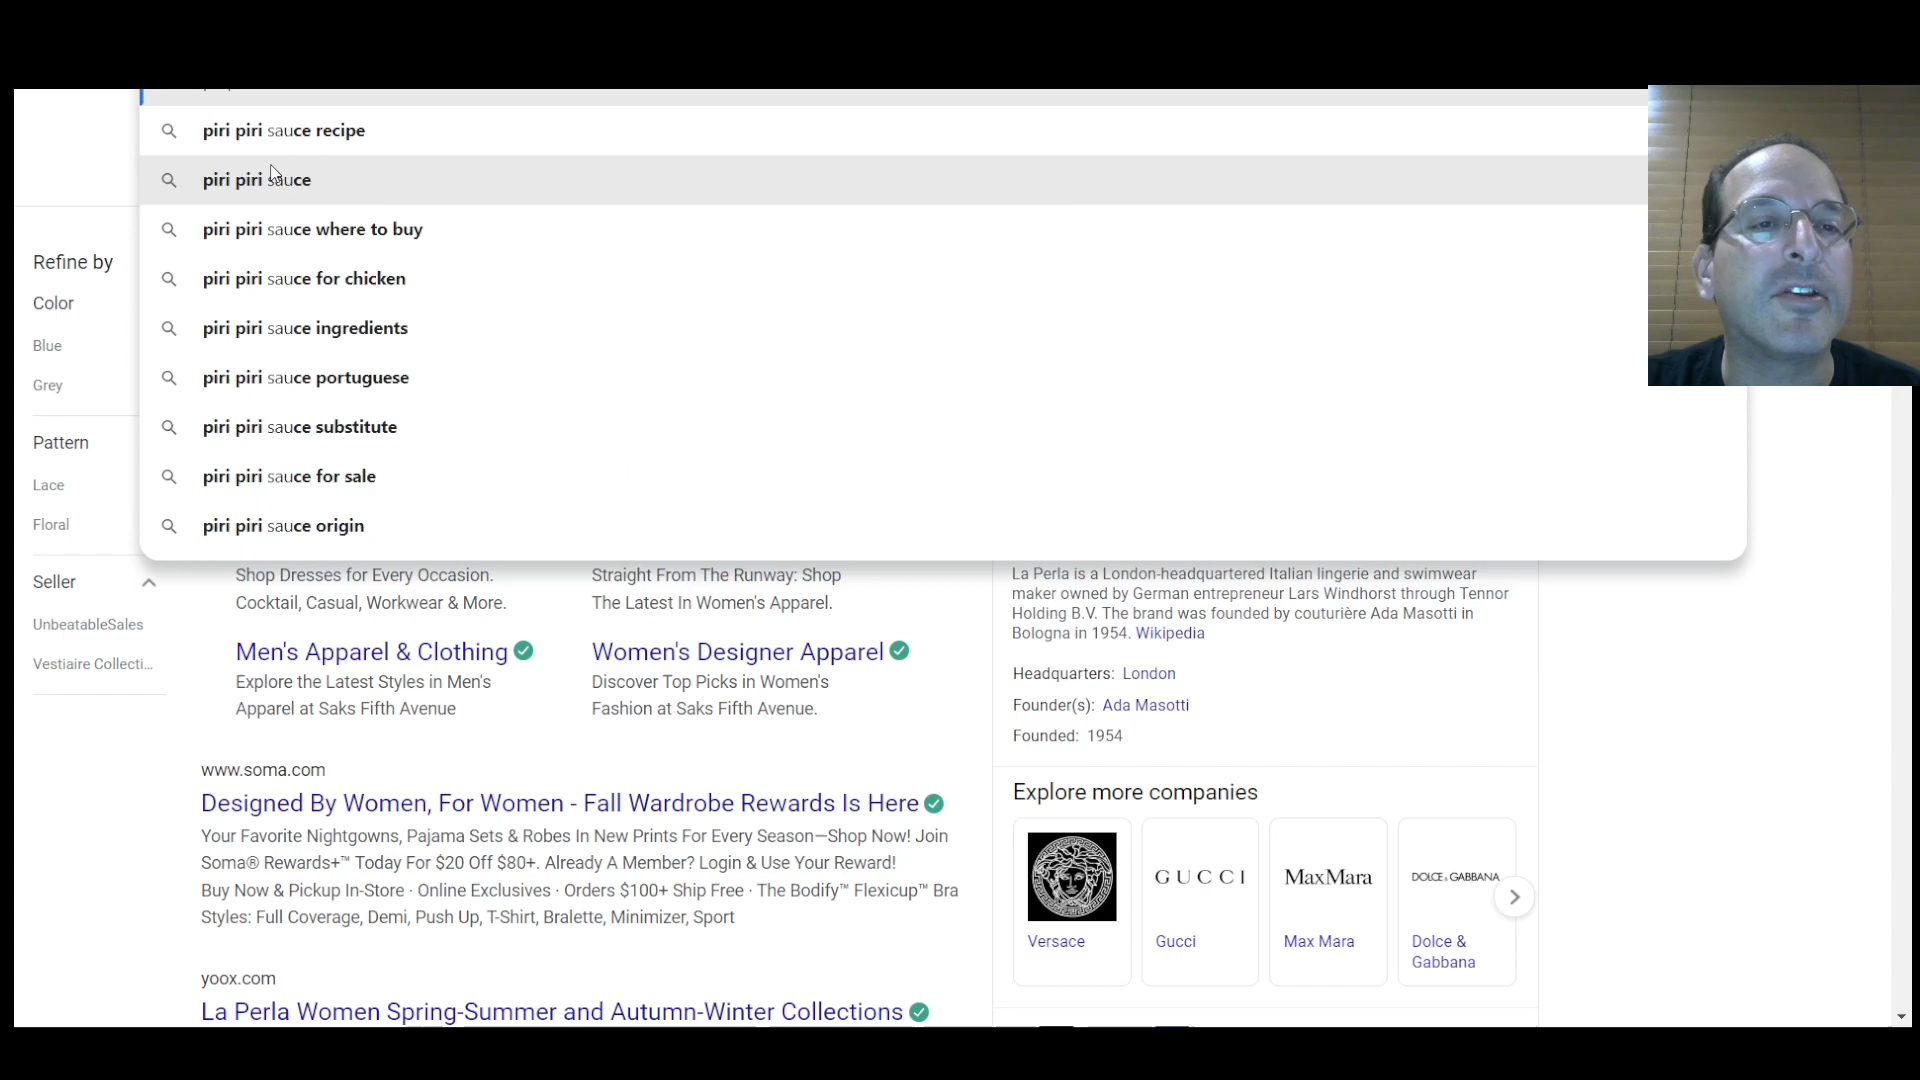 piri piri sauce recipe
piri piri sauce
piri piri sauce where to buy
piri piri sauce for chicken
piri piri sauce ingredients
piri piri sauce portuguese
piri piri sauce substitute
piri piri sauce for sale
piri piri sauce origin
Refine by
Color
Blue
Grey
Pattern
Lace
Floral
Seller
UnbeatableSales
Vestiaire Collecti...
Shop Dresses for Every Occasion.
Cocktail, Casual, Workwear & More.
Straight From The Runway: Shop
The Latest In Women's Apparel.
Men's Apparel & Clothing
Explore the Latest Styles in Men's
Apparel at Saks Fifth Avenue
Women's Designer Apparel
Discover Top Picks in Women's
Fashion at Saks Fifth Avenue.
www.soma.com
Designed By Women, For Women - Fall Wardrobe Rewards Is Here
Your Favorite Nightgowns, Pajama Sets & Robes In New Prints For Every Season—Shop Now! Join
Soma® Rewards+™ Today For $20 Off $80+. Already A Member? Login & Use Your Reward!
Buy Now & Pickup In-Store · Online Exclusives · Orders $100+ Ship Free · The Bodify™ Flexicup™ Bra
Styles: Full Coverage, Demi, Push Up, T-Shirt, Bralette, Minimizer, Sport
yoox.com
La Perla Women Spring-Summer and Autumn-Winter Collections
La Perla is a London-headquartered Italian lingerie and swimwear
maker owned by German entrepreneur Lars Windhorst through Tennor
Holding B.V. The brand was founded by couturière Ada Masotti in
Bologna in 1954. Wikipedia
Headquarters: London
Founder(s): Ada Masotti
Founded: 1954
Explore more companies
GUCCI
MaxMara
DOLCE & GABBANA
Versace
Gucci
Max Mara
Dolce &
Gabbana